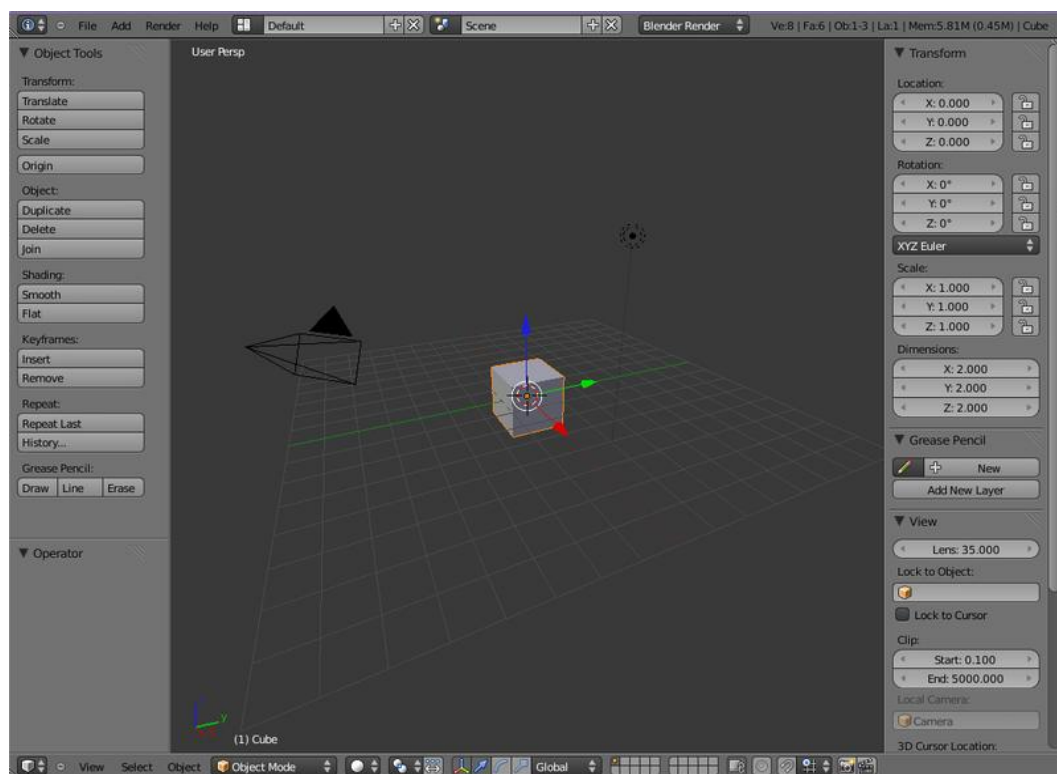 File Add Render Help Default Scene Blender Render Ve:8 | Fa:6 | Ob:1-3 | La:1 | Mem:5.81M (0.45M) | Cube
Object Tools
Transform:
Translate
Rotate
Scale
Origin
Object:
Duplicate
Delete
Join
Shading:
Smooth
Flat
Keyframes:
Insert
Remove
Repeat:
Repeat Last
History...
Grease Pencil:
Draw Line Erase
Operator
User Persp
y
(1) Cube
Transform
Location:
X: 0.000
Y: 0.000
Z: 0.000
Rotation:
X: 0°
Y: 0°
Z: 0°
XYZ Euler
Scale:
X: 1.000
Y: 1.000
Z: 1.000
Dimensions:
X: 2.000
Y: 2.000
Z: 2.000
Grease Pencil
New
Add New Layer
View
Lens: 35.000
Lock to Object:
Lock to Cursor
Clip:
Start: 0.100
End: 5000.000
Local Camera:
Camera
3D Cursor Location:
View Select Object Object Mode Global